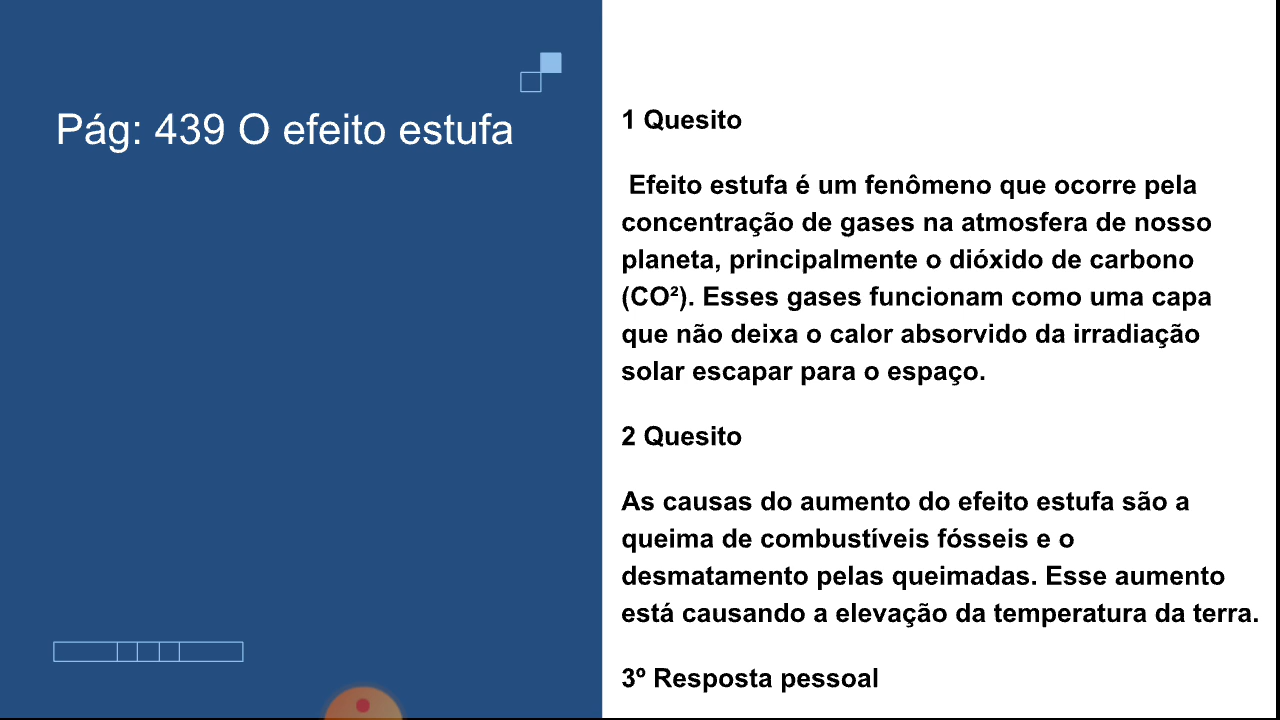 Pág: 439 O efeito estufa
1 Quesito
Efeito estufa é um fenômeno que ocorre pela
concentração de gases na atmosfera de nosso
planeta, principalmente o dióxido de carbono
(CO²). Esses gases funcionam como uma capa
que não deixa o calor absorvido da irradiação
solar escapar para o espaço.
2 Quesito
As causas do aumento do efeito estufa são a
queima de combustíveis fósseis e o
desmatamento pelas queimadas. Esse aumento
está causando a elevação da temperatura da terra.
3º Resposta pessoal